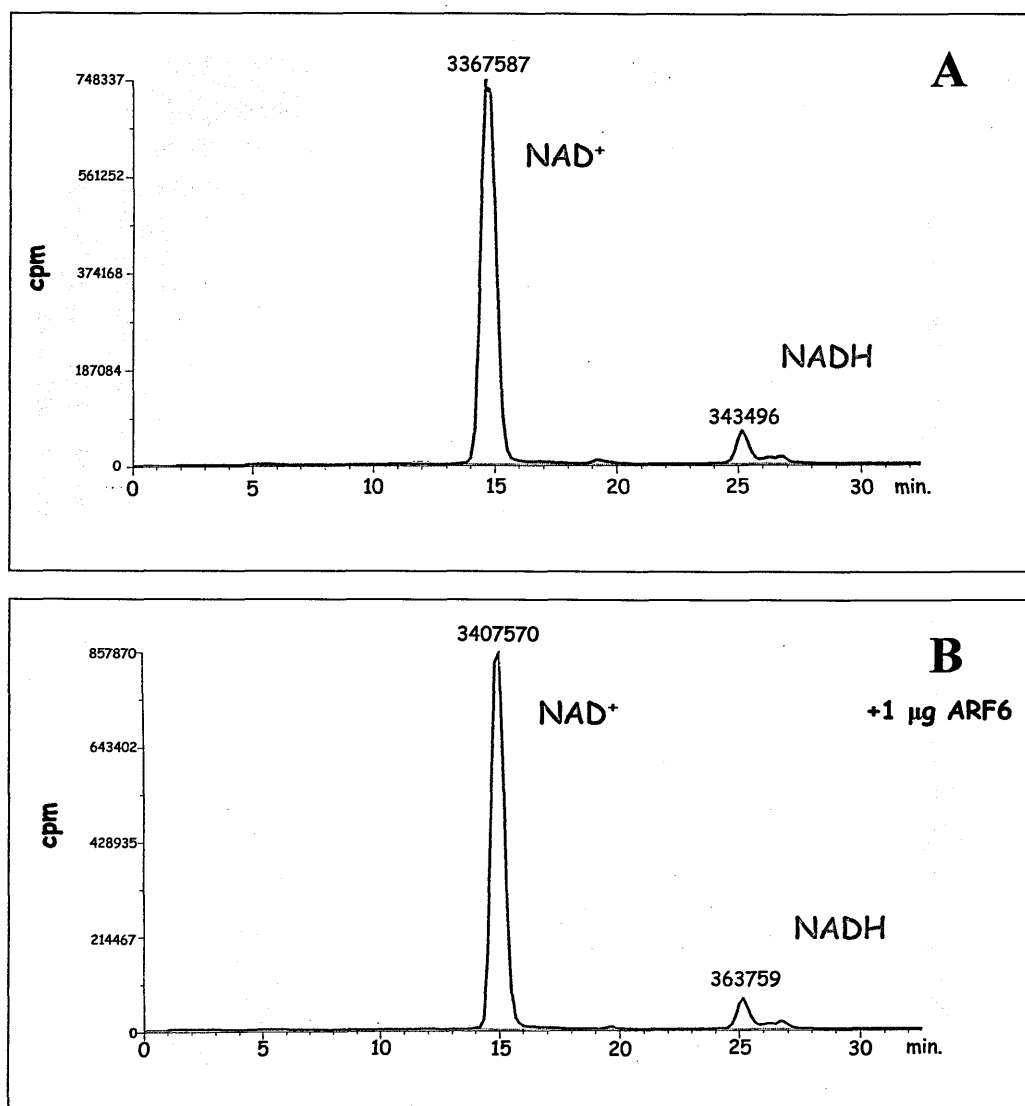 3367587
A
748337
NAD⁺
561252
cpm
374168
NADH
187084
343496
0
0 5 10 15 20 25 30 min.
3407570
B
857870
+1 µg ARF6
NAD⁺
643402
cpm
428935
NADH
214467
363759
0
0 5 10 15 20 25 30 min.